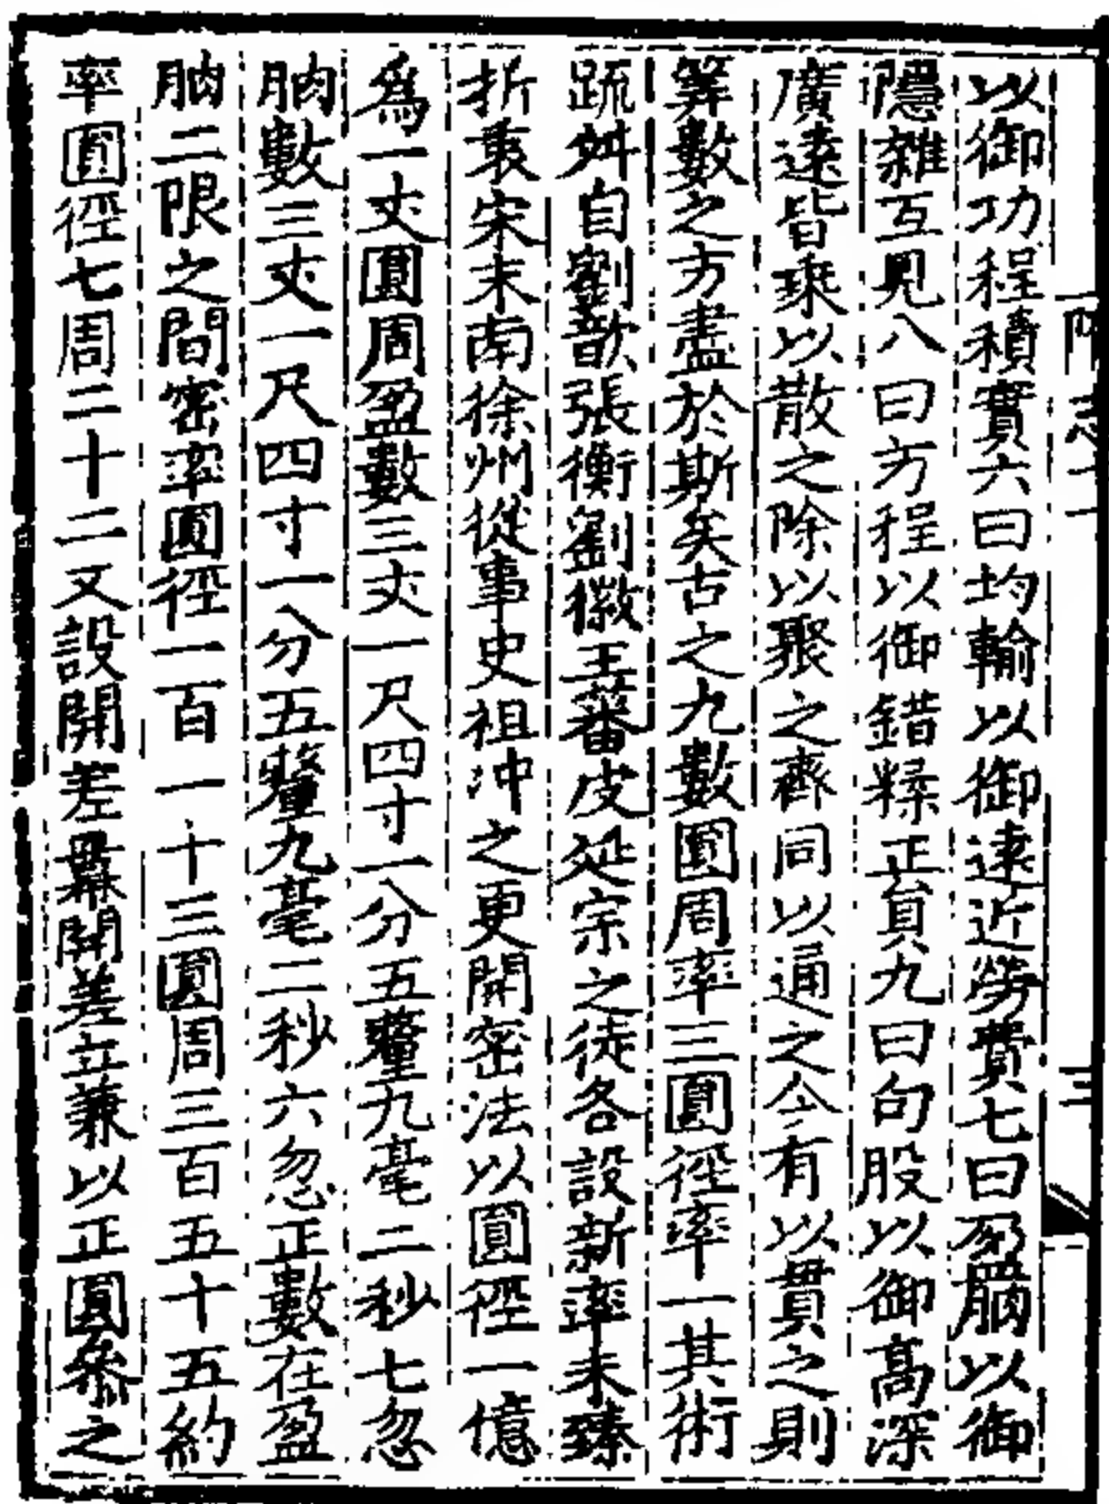 以御功程積實六曰均輸以御遠近勞費七曰盈朒以御
隱雜互見八曰方程以御錯糅正負九曰句股以御高深
廣遠皆乗以散之除以聚之齊同以通之今有以貫之則
筭數之方盡於斯矣古之九數圓周率三圓徑率一其術
疏舛自劉歆張衡劉徽王蕃皮延宗之徒各設新率未臻
折衷宋末南徐州從事史祖沖之更開密法以圓徑一億
爲一丈圓周盈數三丈一尺四寸一分五釐九毫二秒七忽
朒數三丈一尺四寸一分五釐九毫二秒六忽正數在盈
朒二限之間密率圓徑一百一十三圓周三百五十五約
率圓徑七周二十二又設開差冪開差立兼以正圓參之
隋志十一
三